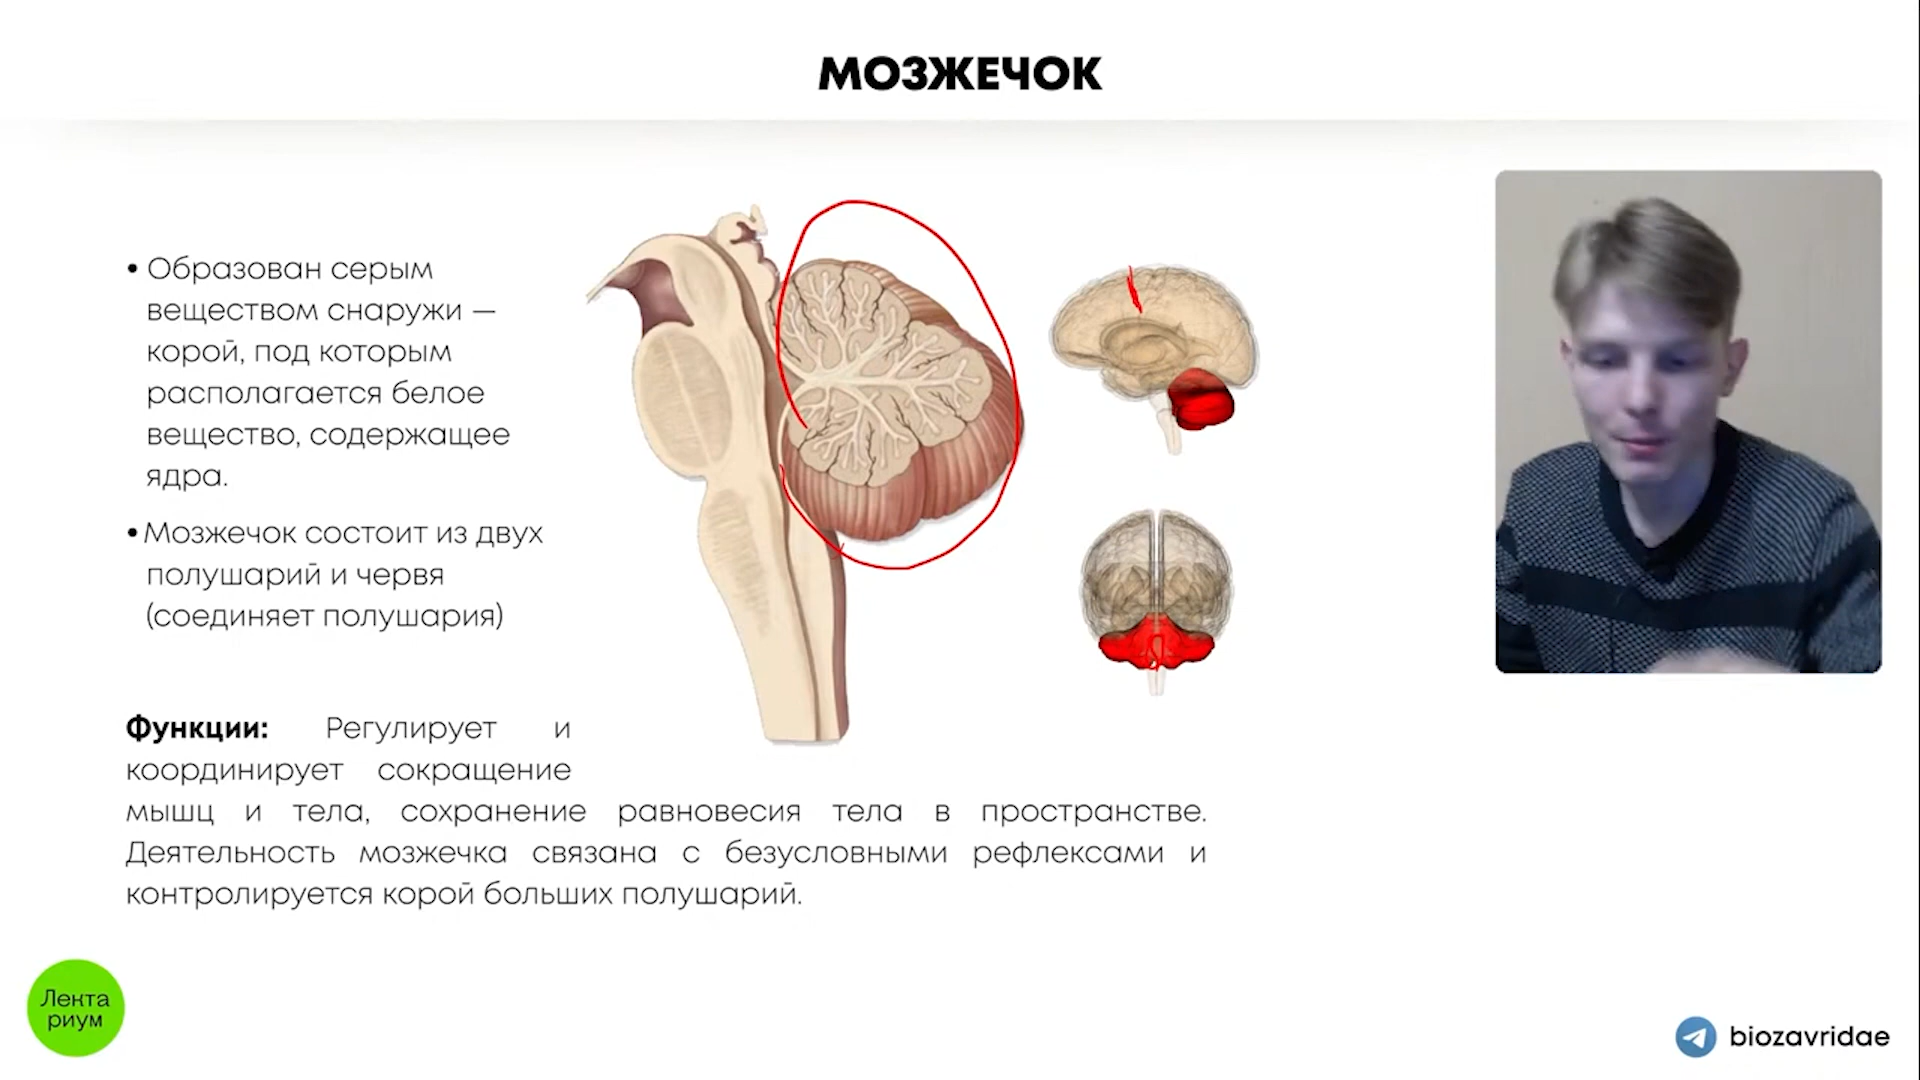 МОЗЖЕЧОК
• Образован серым
веществом снаружи —
корой, под которым
располагается белое
вещество, содержащее
ядра.
• Мозжечок состоит из двух
полушарий и червя
(соединяет полушария)
Функции: Регулирует и
координирует сокращение
мышц и тела, сохранение равновесия тела в пространстве.
Деятельность мозжечка связана с безусловными рефлексами и
контролируется корой больших полушарий.
Лекта
риум
biozavridae